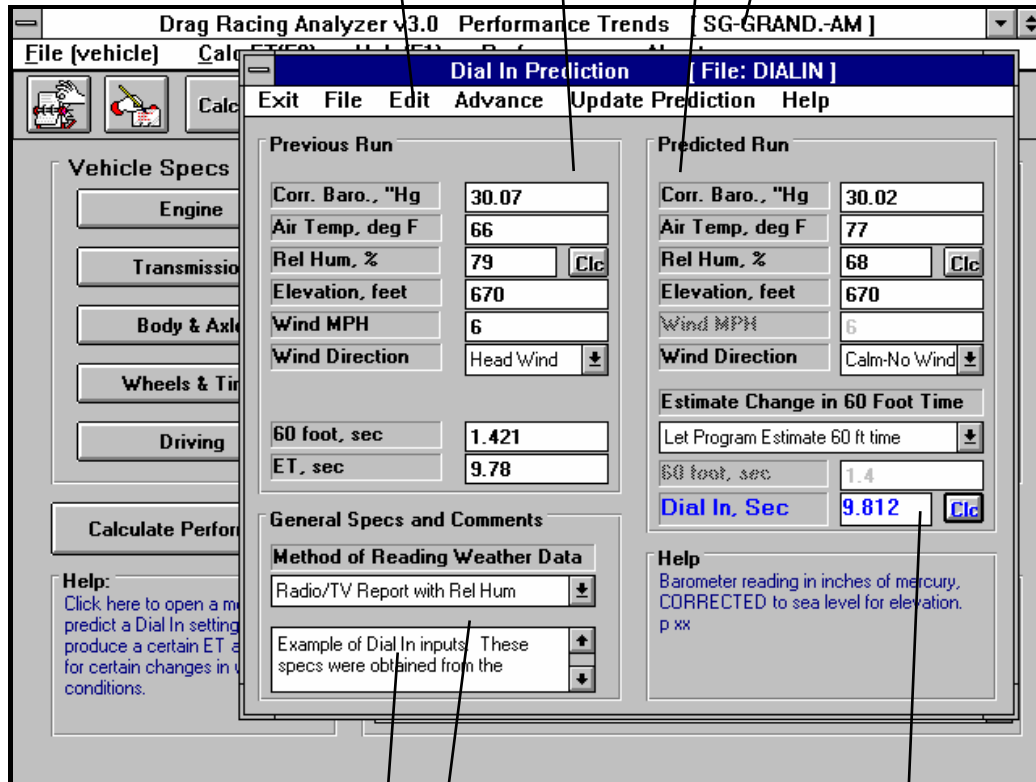 Drag Racing Analyzer v3.0 Performance Trends [ SG-GRAND.-AM ]
File (vehicle)
Dial In Prediction [ File: DIALIN ]
Exit File Edit Advance Update Prediction Help
Calc
Vehicle Specs
Engine
Transmissio
Body & Axle
Wheels & Tir
Driving
Calculate Perfor
Help:
Click here to open a m
predict a Dial In setting
produce a certain ET a
for certain changes in w
conditions.
Previous Run
Corr. Baro., "Hg 30.07
Air Temp, deg F 66
Rel Hum, % 79 Clc
Elevation, feet 670
Wind MPH 6
Wind Direction Head Wind
60 foot, sec 1.421
ET, sec 9.78
General Specs and Comments
Method of Reading Weather Data
Radio/TV Report with Rel Hum
Example of Dial In inputs. These
specs were obtained from the
Predicted Run
Corr. Baro., "Hg 30.02
Air Temp, deg F 77
Rel Hum, % 68 Clc
Elevation, feet 670
Wind MPH 6
Wind Direction Calm-No Wind
Estimate Change in 60 Foot Time
Let Program Estimate 60 ft time
60 foot, sec 1.4
Dial In, Sec 9.812 Clc
Help
Barometer reading in inches of mercury,
CORRECTED to sea level for elevation.
p xx